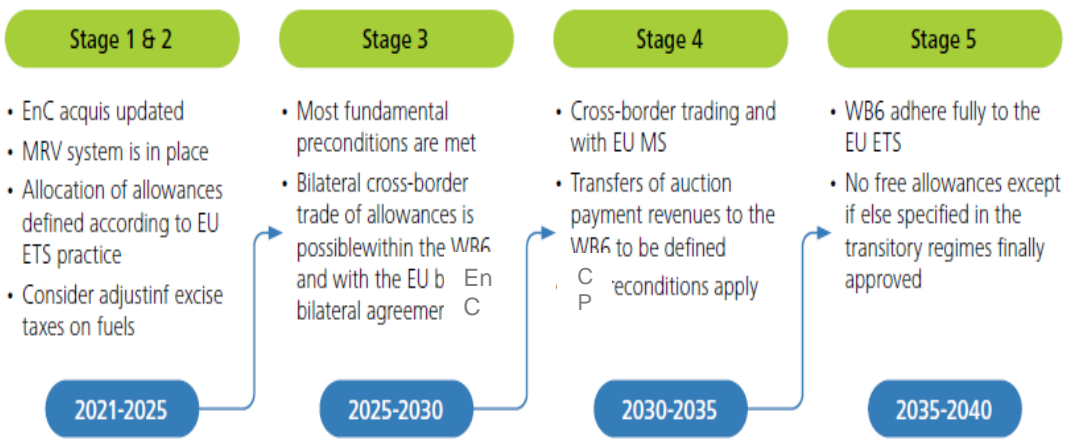 Stage 1 & 2
• EnC acquis updated
• MRV system is in place
• Allocation of allowances
defined according to EU
ETS practice
• Consider adjustinf excise
taxes on fuels
2021-2025
Stage 3
• Most fundamental
preconditions are met
• Bilateral cross-border
trade of allowances is
possiblewithin the WB6
and with the EU b
bilateral agreemer
En
C
2025-2030
Stage 4
• Cross-border trading and
with EU MS
• Transfers of auction
payment revenues to the
WB6 to be defined
reconditions apply
C
P
2030-2035
Stage 5
• WB6 adhere fully to the
EU ETS
• No free allowances except
if else specified in the
transitory regimes finally
approved
2035-2040